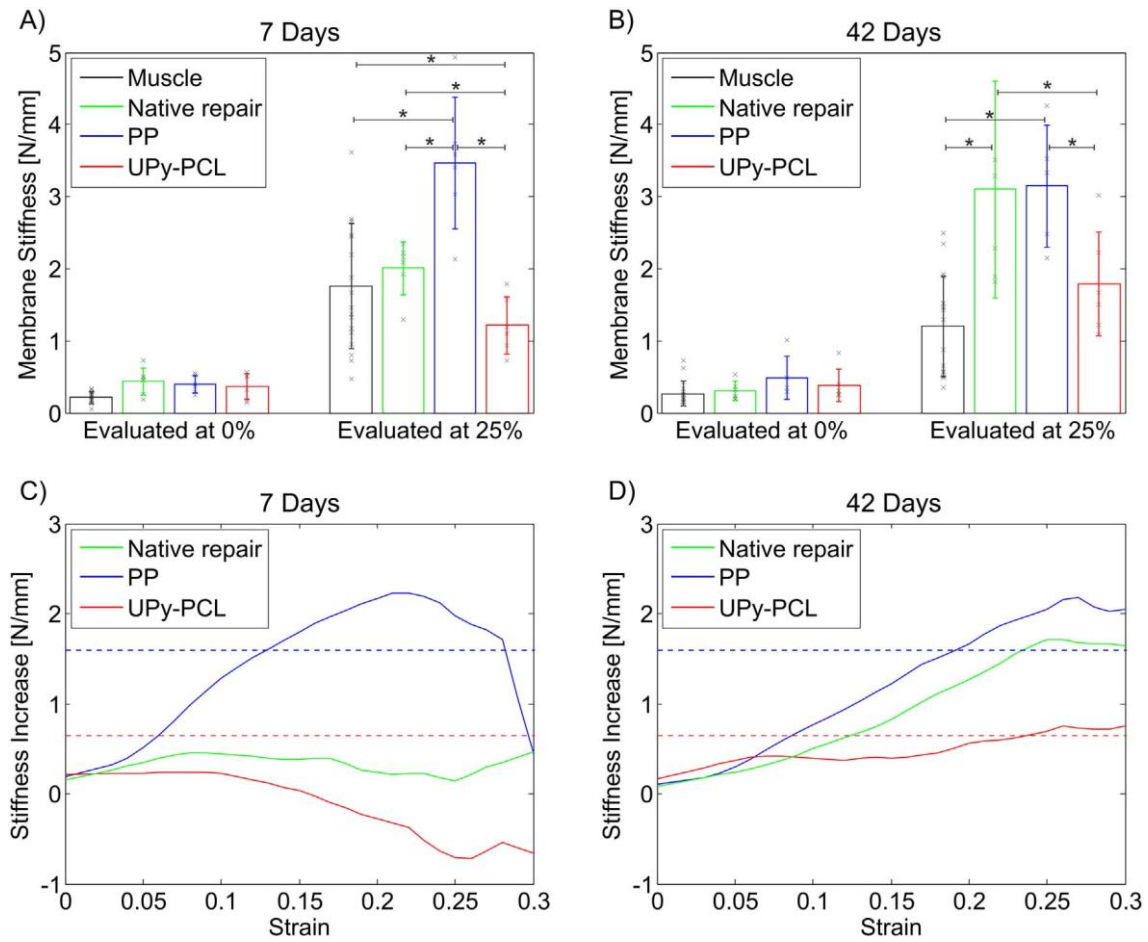 A)
7 Days
Membrane Stiffness [N/mm]
5
4
3
2
1
0
Muscle
Native repair
PP
UPy-PCL
* * * * *
Evaluated at 0% Evaluated at 25%
B)
42 Days
Membrane Stiffness [N/mm]
5
4
3
2
1
0
Muscle
Native repair
PP
UPy-PCL
* * * *
Evaluated at 0% Evaluated at 25%
C)
7 Days
Stiffness Increase [N/mm]
3
2
1
0
-1
Native repair
PP
UPy-PCL
0 0.05 0.1 0.15 0.2 0.25 0.3
Strain
D)
42 Days
Stiffness Increase [N/mm]
3
2
1
0
-1
Native repair
PP
UPy-PCL
0 0.05 0.1 0.15 0.2 0.25 0.3
Strain